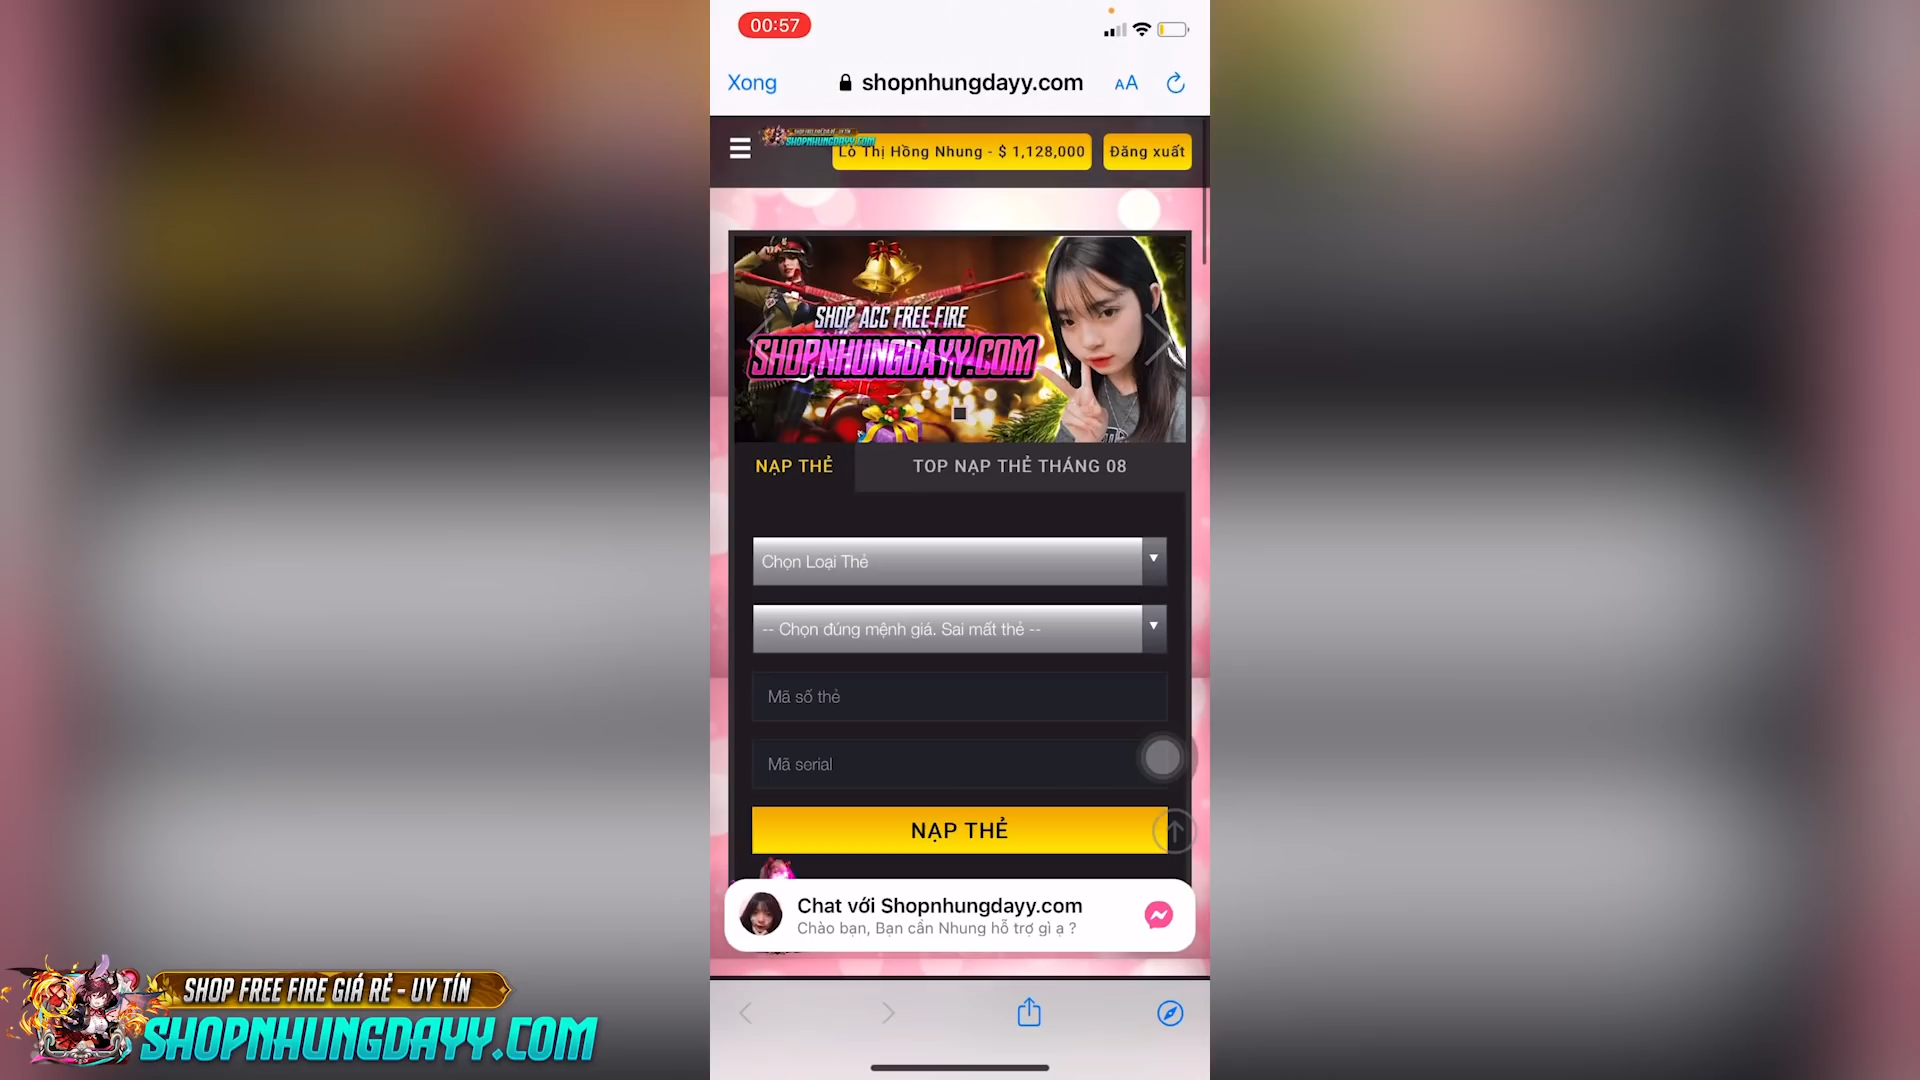 00:57
Xong
shopnhungdayy.com
AA
SHOPNHUNGDAYY.COM
Lò Thị Hồng Nhung - $ 1,128,000
Đăng xuất
SHOP ACC FREE FIRE
SHOPNHUNGDAYY.COM
NẠP THẺ
TOP NẠP THẺ THÁNG 08
Chọn Loại Thẻ
-- Chọn đúng mệnh giá. Sai mất thẻ --
Mã số thẻ
Mã serial
NẠP THẺ
Chat với Shopnhungdayy.com
Chào bạn, Bạn cần Nhung hỗ trợ gì ạ ?
SHOP FREE FIRE GIÁ RẺ - UY TÍN
SHOPNHUNGDAYY.COM